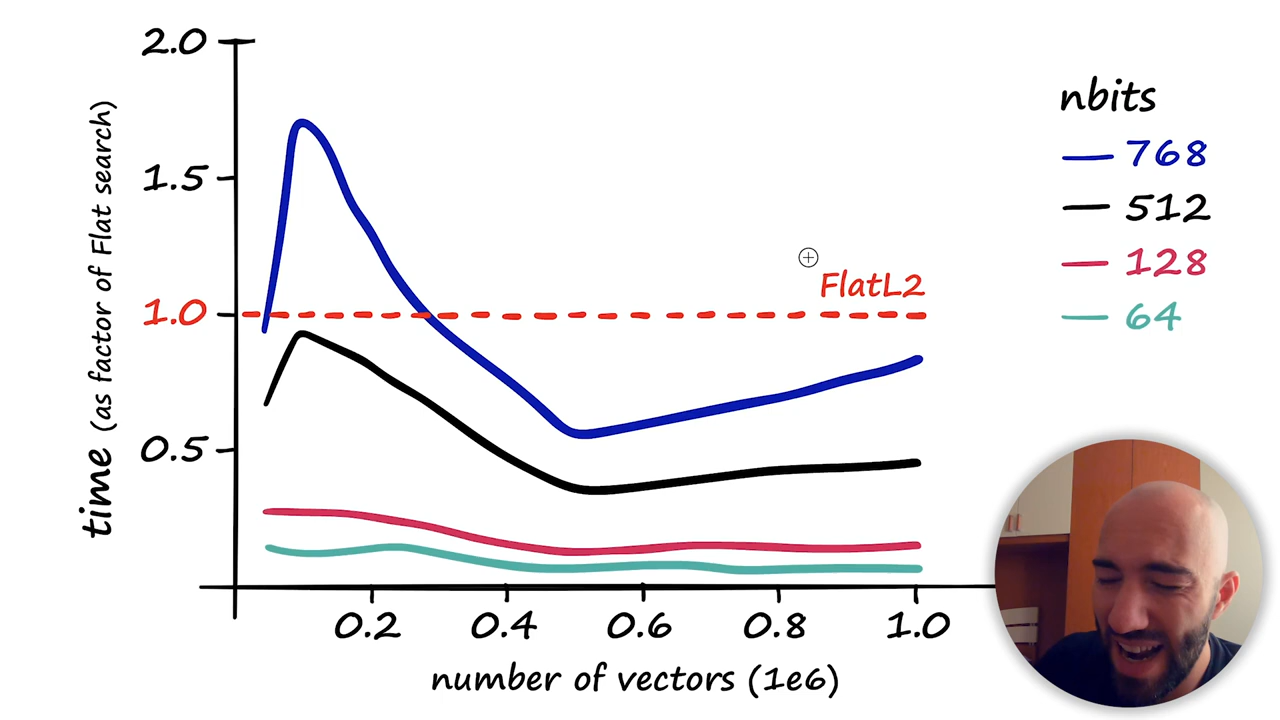 2.0
1.5
1.0
0.5
time (as factor of Flat search)
FlatL2
0.2 0.4 0.6 0.8 1.0
number of vectors (1e6)
nbits
768
512
128
64